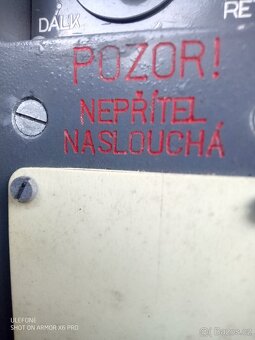 DÁLK
RE
POZOR!
NEPŘÍTEL
NASLOUCHÁ
ULEFONE
SHOT ON ARMOR X6 PRO
Bazos.cz